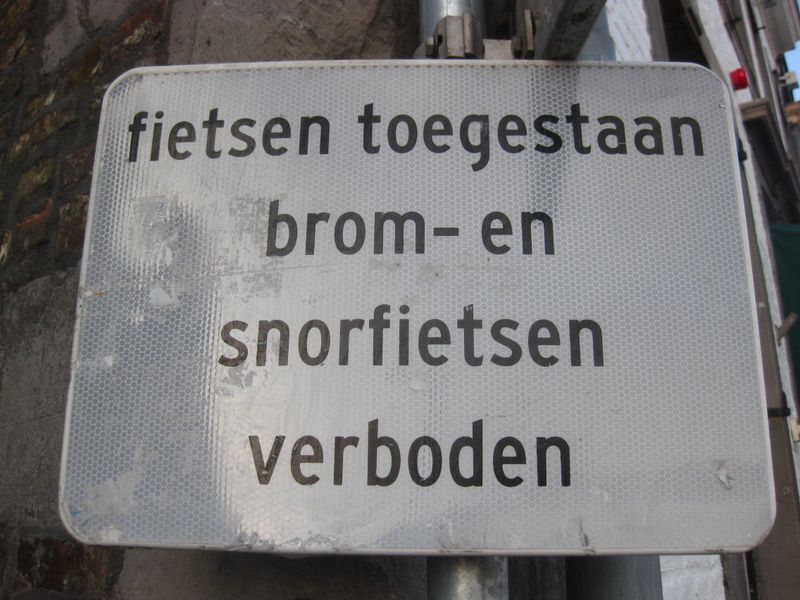 fietsen toegestaan
brom- en
snorfietsen
verboden